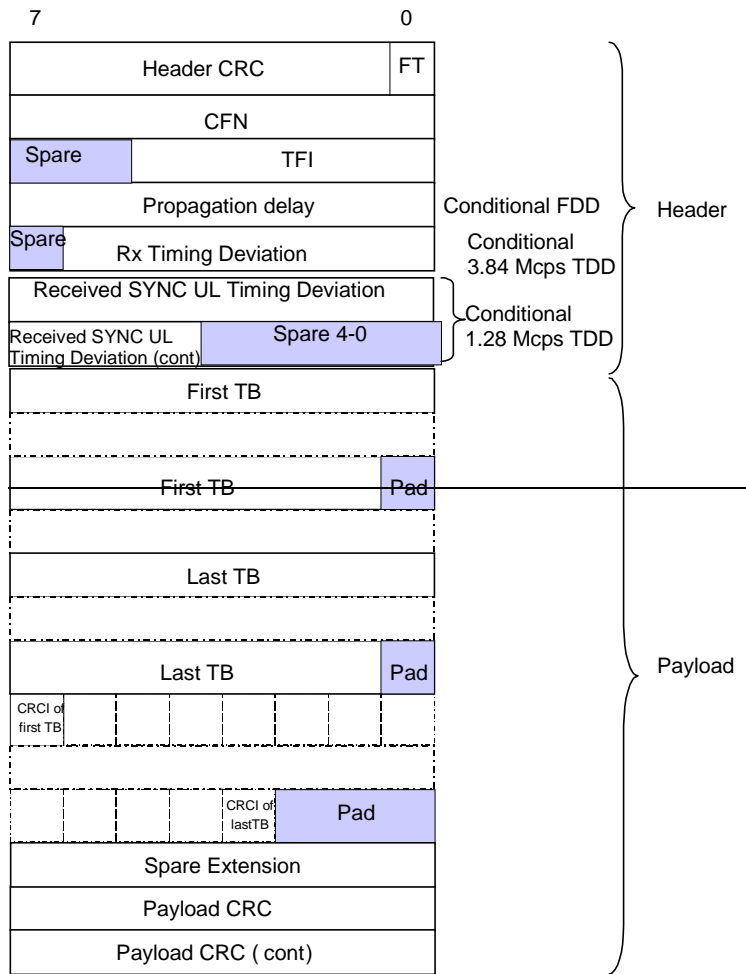 7 0
Header CRC FT
CFN
Spare TFI
Propagation delay Conditional FDD
Header
Spare Rx Timing Deviation Conditional
3.84 Mcps TDD
Received SYNC UL Timing Deviation
Conditional
1.28 Mcps TDD
Received SYNC UL
Timing Deviation (cont)
Spare 4-0
First TB
First TB Pad
Last TB
Last TB Pad
Payload
CRCI of
first TB
CRCI of
lastTB
Pad
Spare Extension
Payload CRC
Payload CRC ( cont)